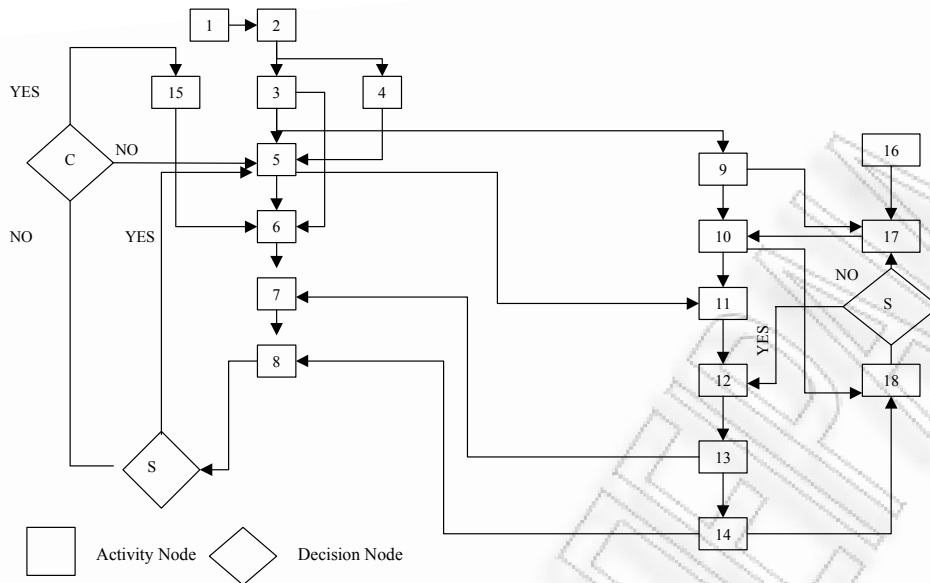 1
2
YES
15
3
4
C
NO
5
9
16
NO
YES
6
10
17
NO
7
11
S
YES
8
12
18
S
13
14
Activity Node
Decision Node